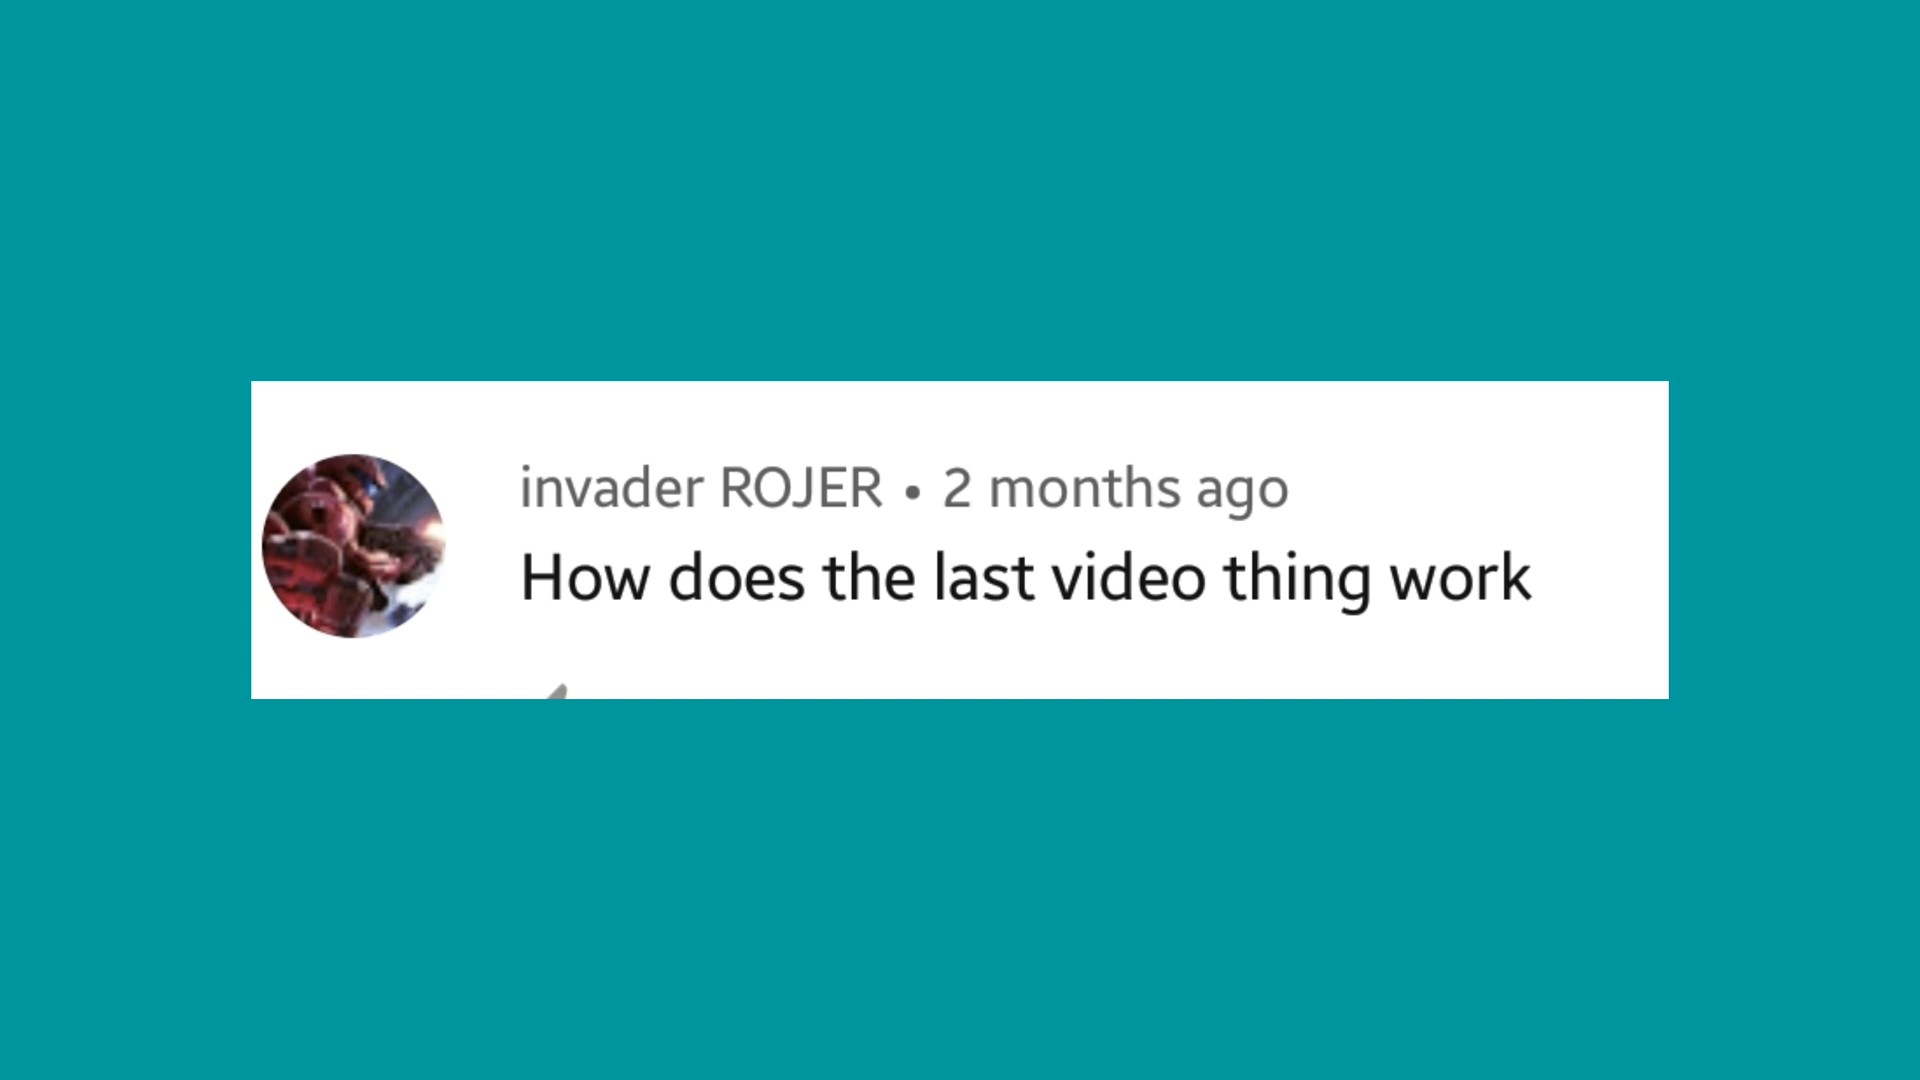 invader ROJER • 2 months ago
How does the last video thing work